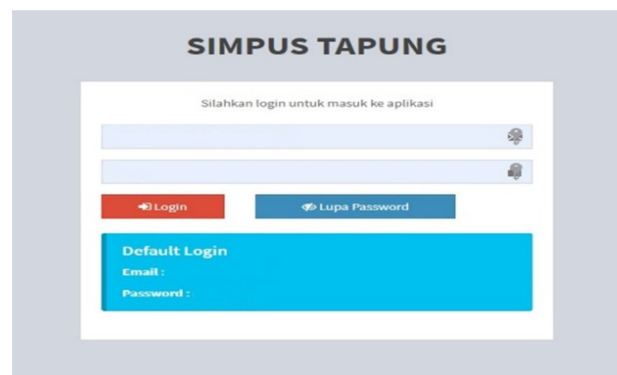 SIMPUS TAPUNG
Silahkan login untuk masuk ke aplikasi
Login
Lupa Password
Default Login
Email :
Password :